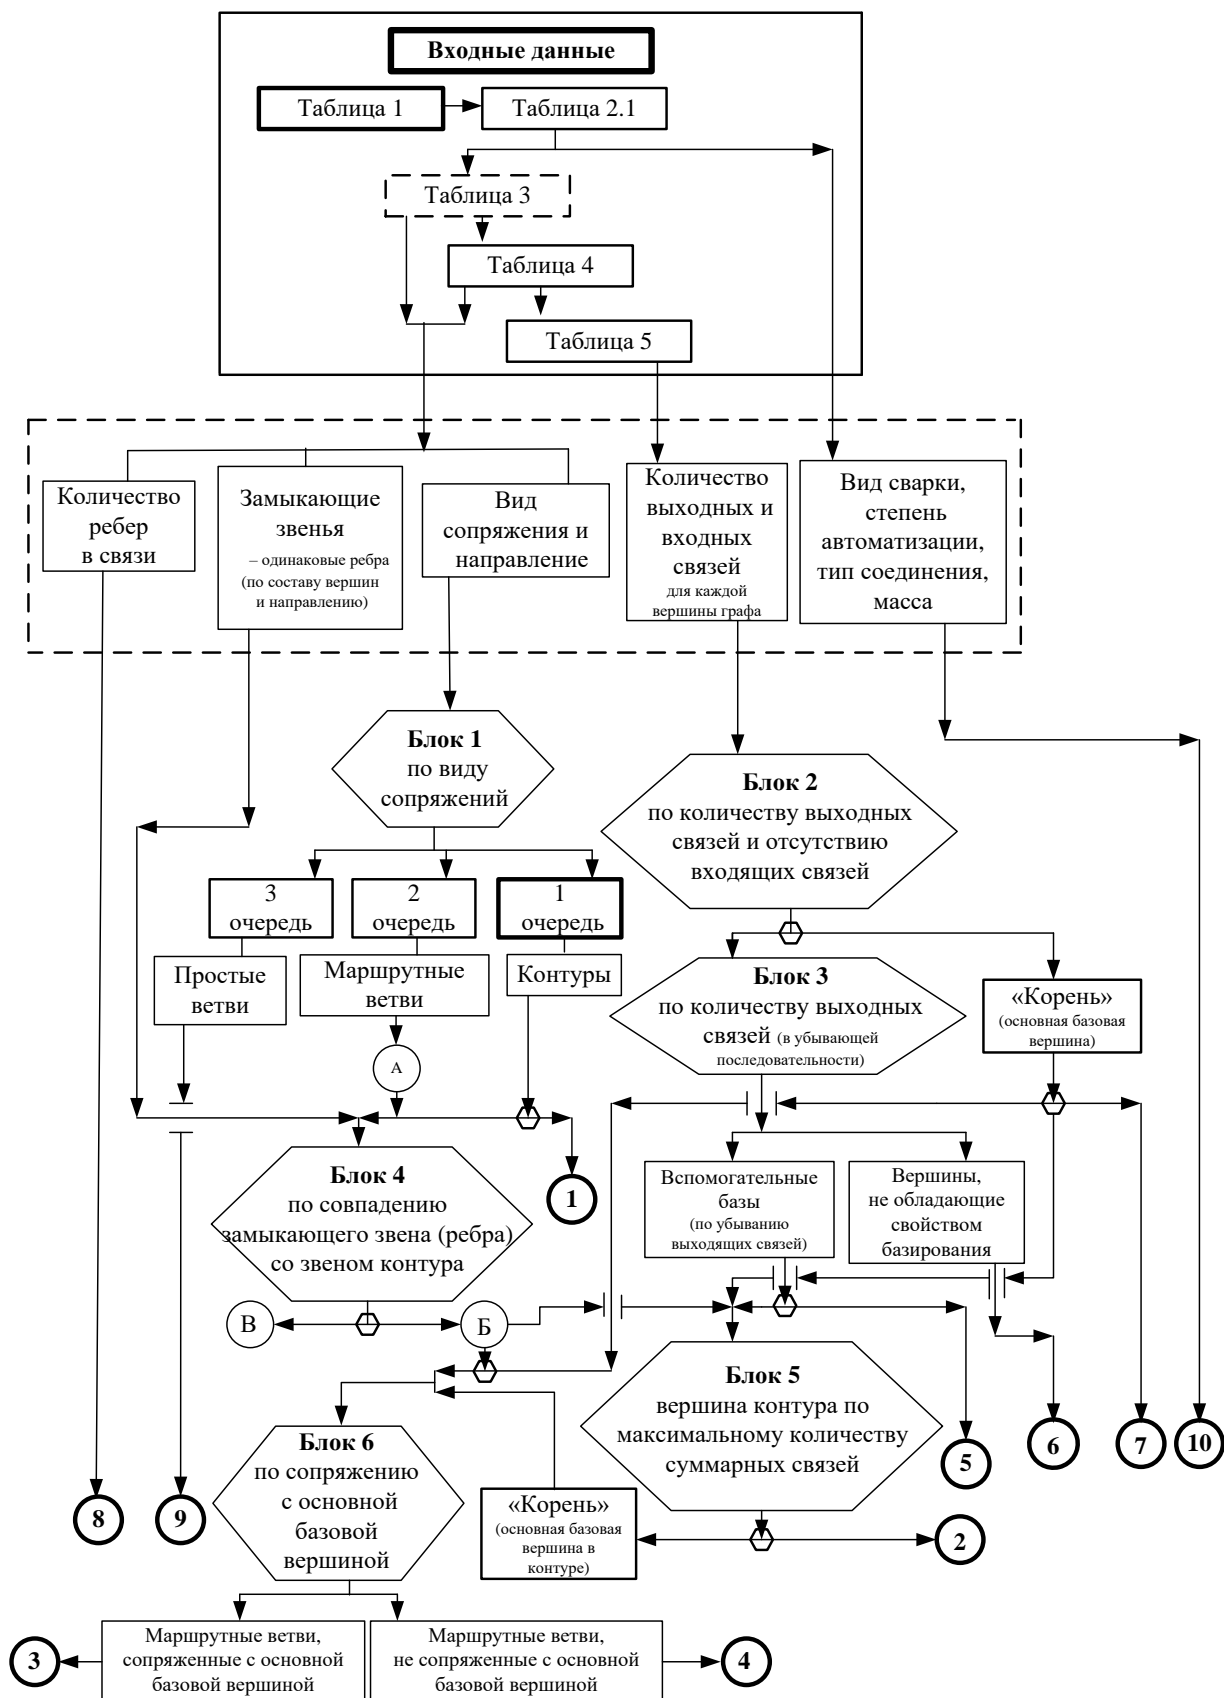 Входные данные
Таблица 1
Таблица 2.1
Таблица 3
Таблица 4
Таблица 5
Количество
ребер
в связи
Замыкающие
звенья
– одинаковые ребра
(по составу вершин
и направлению)
Вид
сопряжения и
направление
Количество
выходных и
входных
связей
для каждой
вершины графа
Вид сварки,
степень
автоматизации,
тип соединения,
масса
Блок 1
по виду
сопряжений
Блок 2
по количеству выходных
связей и отсутствию
входящих связей
3
очередь
2
очередь
1
очередь
Простые
ветви
Маршрутные
ветви
Контуры
Блок 3
по количеству выходных
связей (в убывающей
последовательности)
«Корень»
(основная базовая
вершина)
А
Блок 4
по совпадению
замыкающего звена (ребра)
со звеном контура
1
Вспомогательные
базы
(по убыванию
выходящих связей)
Вершины,
не обладающие
свойством
базирования
В
Б
Блок 5
вершина контура по
максимальному количеству
суммарных связей
Блок 6
по сопряжению
с основной
базовой
вершиной
5
6
7
10
8
9
«Корень»
(основная базовая
вершина в
контуре)
2
Маршрутные ветви,
сопряженные с основной
базовой вершиной
Маршрутные ветви,
не сопряженные с основной
базовой вершиной
3
4